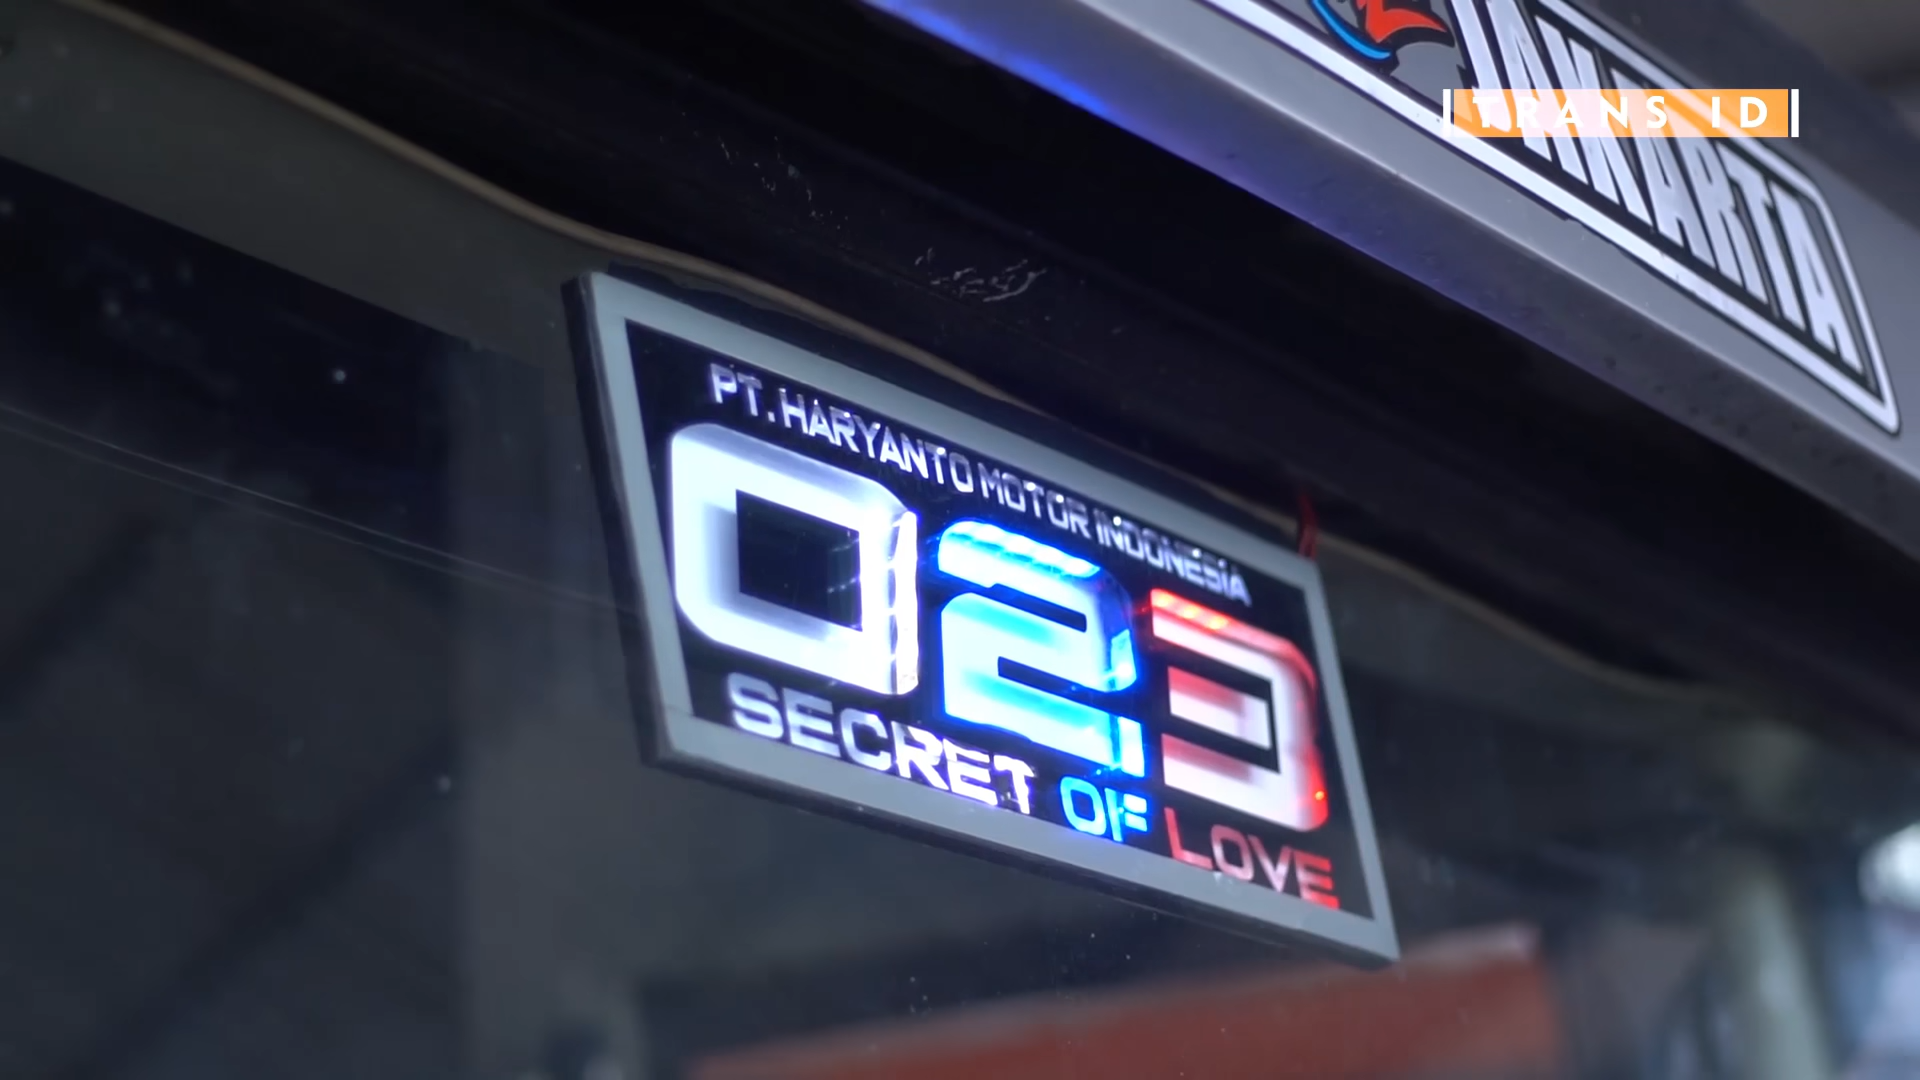 JAKARTA
TRANS ID
PT. HARYANTO MOTOR INDONESIA
023
SECRET OF LOVE